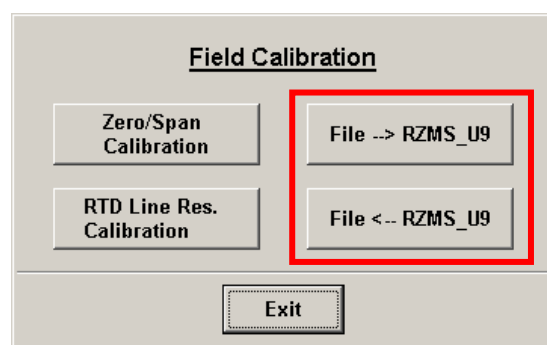 Field Calibration
Zero/Span
Calibration
File --> RZMS_U9
RTD Line Res.
Calibration
File <-- RZMS_U9
Exit